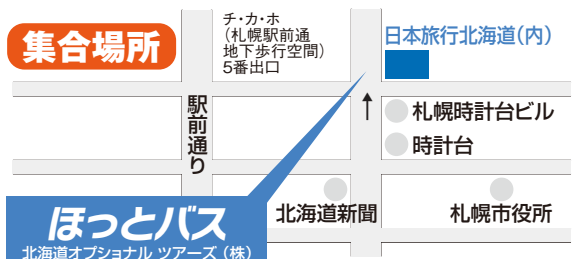 集合場所
チ・カ・ホ
(札幌駅前通
地下歩行空間)
5番出口
日本旅行北海道(内)
駅前通り
札幌時計台ビル
時計台
北海道新聞
札幌市役所
ほっとバス
北海道オプショナル ツアーズ (株)